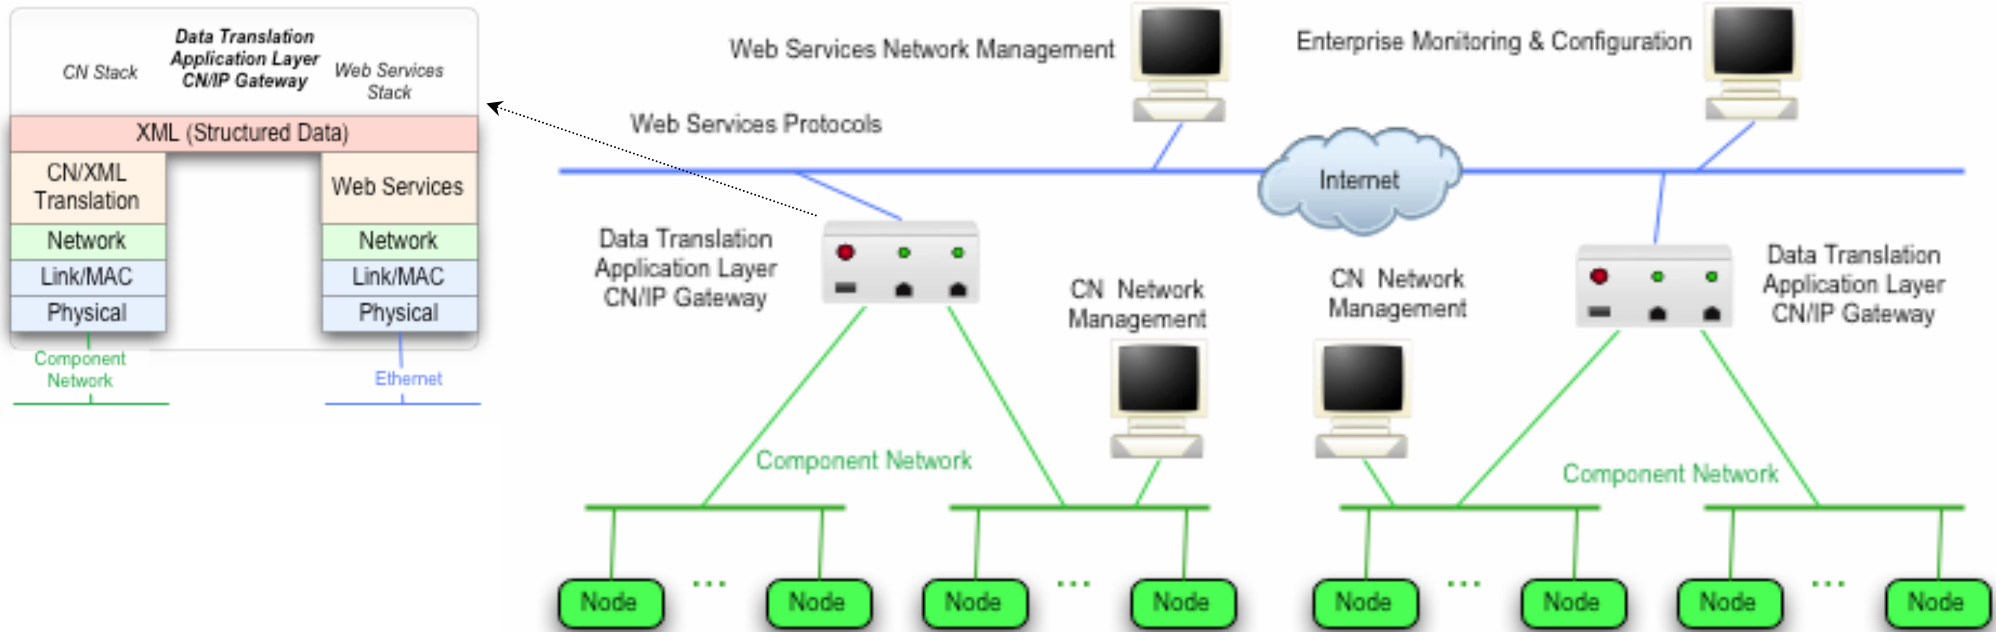 Data Translation
Application Layer
CN/IP Gateway
CN Stack
Web Services
Stack
XML (Structured Data)
CN/XML
Translation
Web Services
Network
Network
Link/MAC
Link/MAC
Physical
Physical
Component
Network
Ethernet
Web Services Network Management
Enterprise Monitoring & Configuration
Web Services Protocols
Internet
Data Translation
Application Layer
CN/IP Gateway
CN Network
Management
CN Network
Management
Data Translation
Application Layer
CN/IP Gateway
Component Network
Component Network
Node
...
Node
Node
...
Node
Node
...
Node
Node
...
Node